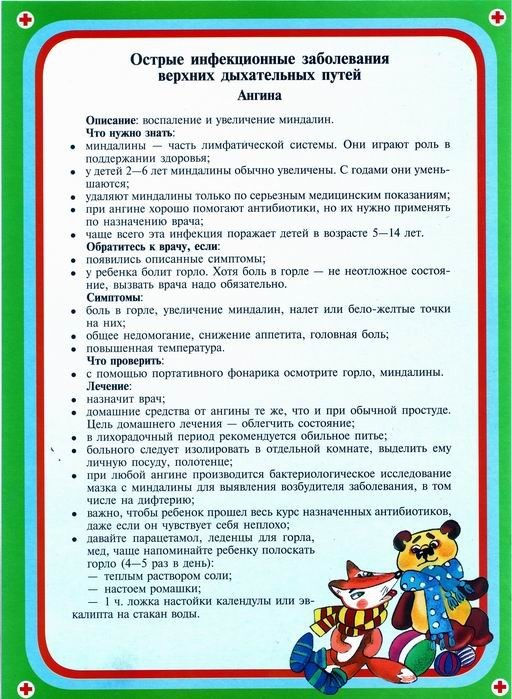 Острые инфекционные заболевания
верхних дыхательных путей
Ангина
Описание: воспаление и увеличение миндалин.
Что нужно знать:
• миндалины — часть лимфатической системы. Они играют роль в
поддержании здоровья;
• у детей 2—6 лет миндалины обычно увеличены. С годами они умень-
шаются;
• удаляют миндалины только по серьезным медицинским показаниям;
• при ангине хорошо помогают антибиотики, но их нужно применять
по назначению врача;
• чаще всего эта инфекция поражает детей в возрасте 5—14 лет.
Обратитесь к врачу, если:
• появились описанные симптомы;
• у ребенка болит горло. Хотя боль в горле — не неотложное состоя-
ние, вызвать врача надо обязательно.
Симптомы:
• боль в горле, увеличение миндалин, налет или бело-желтые точки
на них;
• общее недомогание, снижение аппетита, головная боль;
• повышенная температура.
Что проверить:
• с помощью портативного фонарика осмотрите горло, миндалины.
Лечение:
• назначит врач;
• домашние средства от ангины те же, что и при обычной простуде.
Цель домашнего лечения — облегчить состояние;
• в лихорадочный период рекомендуется обильное питье;
• больного следует изолировать в отдельной комнате, выделить ему
личную посуду, полотенце;
• при любой ангине производится бактериологическое исследование
мазка с миндалины для выявления возбудителя заболевания, в том
числе на дифтерию;
• важно, чтобы ребенок прошел весь курс назначенных антибиотиков,
даже если он чувствует себя неплохо;
• давайте парацетамол, леденцы для горла,
мед, чаще напоминайте ребенку полоскать
горло (4—5 раз в день):
— теплым раствором соли;
— настоем ромашки;
— 1 ч. ложка настойки календулы или эв-
калипта на стакан воды.